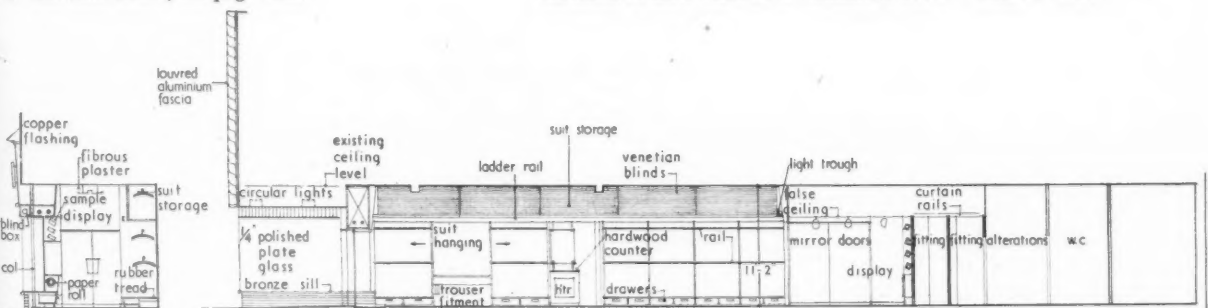 louvred
aluminium
fascia
copper
flashing
fibrous
plaster
sample
display
suit
storage
blind
box
col
paper
roll
rubber
tread
circular lights
existing
ceiling
level
1/4" polished
plate
glass
bronze sill
ladder rail
suit storage
venetian
blinds
light trough
suit
hanging
trouser
fitment
htr
hardwood
counter
rail
11-2
drawers
false
ceiling
mirror doors
display
curtain
rails
fitting
fitting
alterations
w.c